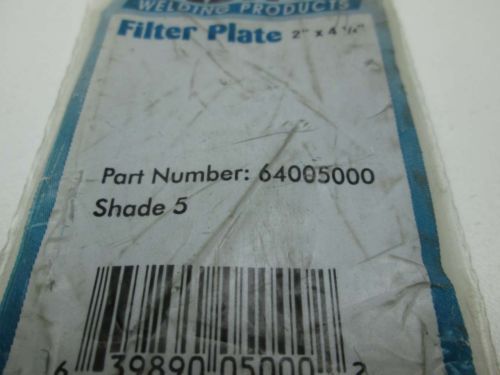 WELDING PRODUCTS
Filter Plate 2" x 4 1/4"
Part Number: 64005000
Shade 5
6 39890 05000 2